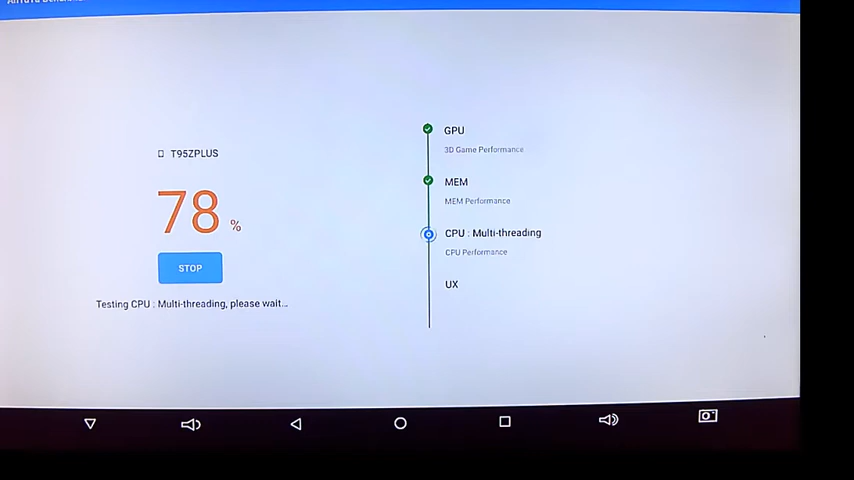 T95ZPLUS
78 %
STOP
Testing CPU : Multi-threading, please wait...
GPU
3D Game Performance
MEM
MEM Performance
CPU : Multi-threading
CPU Performance
UX